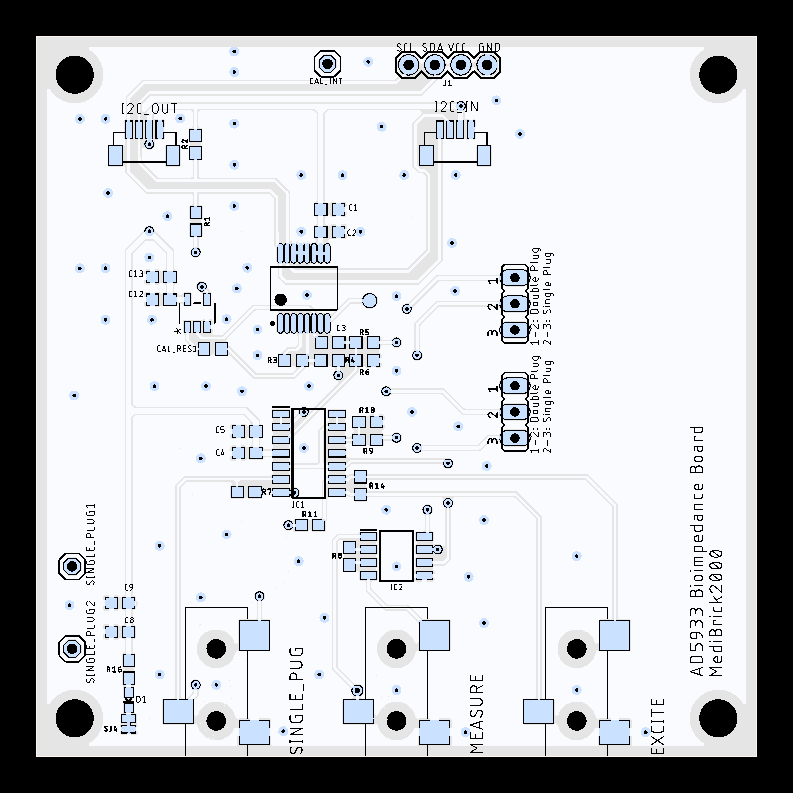 SCL SDA VCC GND
J1
CAL_INT
I2C_OUT
I2C_IN
R2
C1
R1
C2
C13
C12
CAL_RES1
C3
R5
R3
R4
R6
1
2
3
1-2: Double Plug
2-3: Single Plug
1
2
3
1-2: Double Plug
2-3: Single Plug
R10
C5
R9
C4
R7
R14
IC1
R11
R8
IC2
SINGLE_PLUG1
SINGLE_PLUG2
C9
C8
R16
D1
SJ4
SINGLE_PUG
MEASURE
EXCITE
AD5933 Bioimpedance Board
MediBrick2000